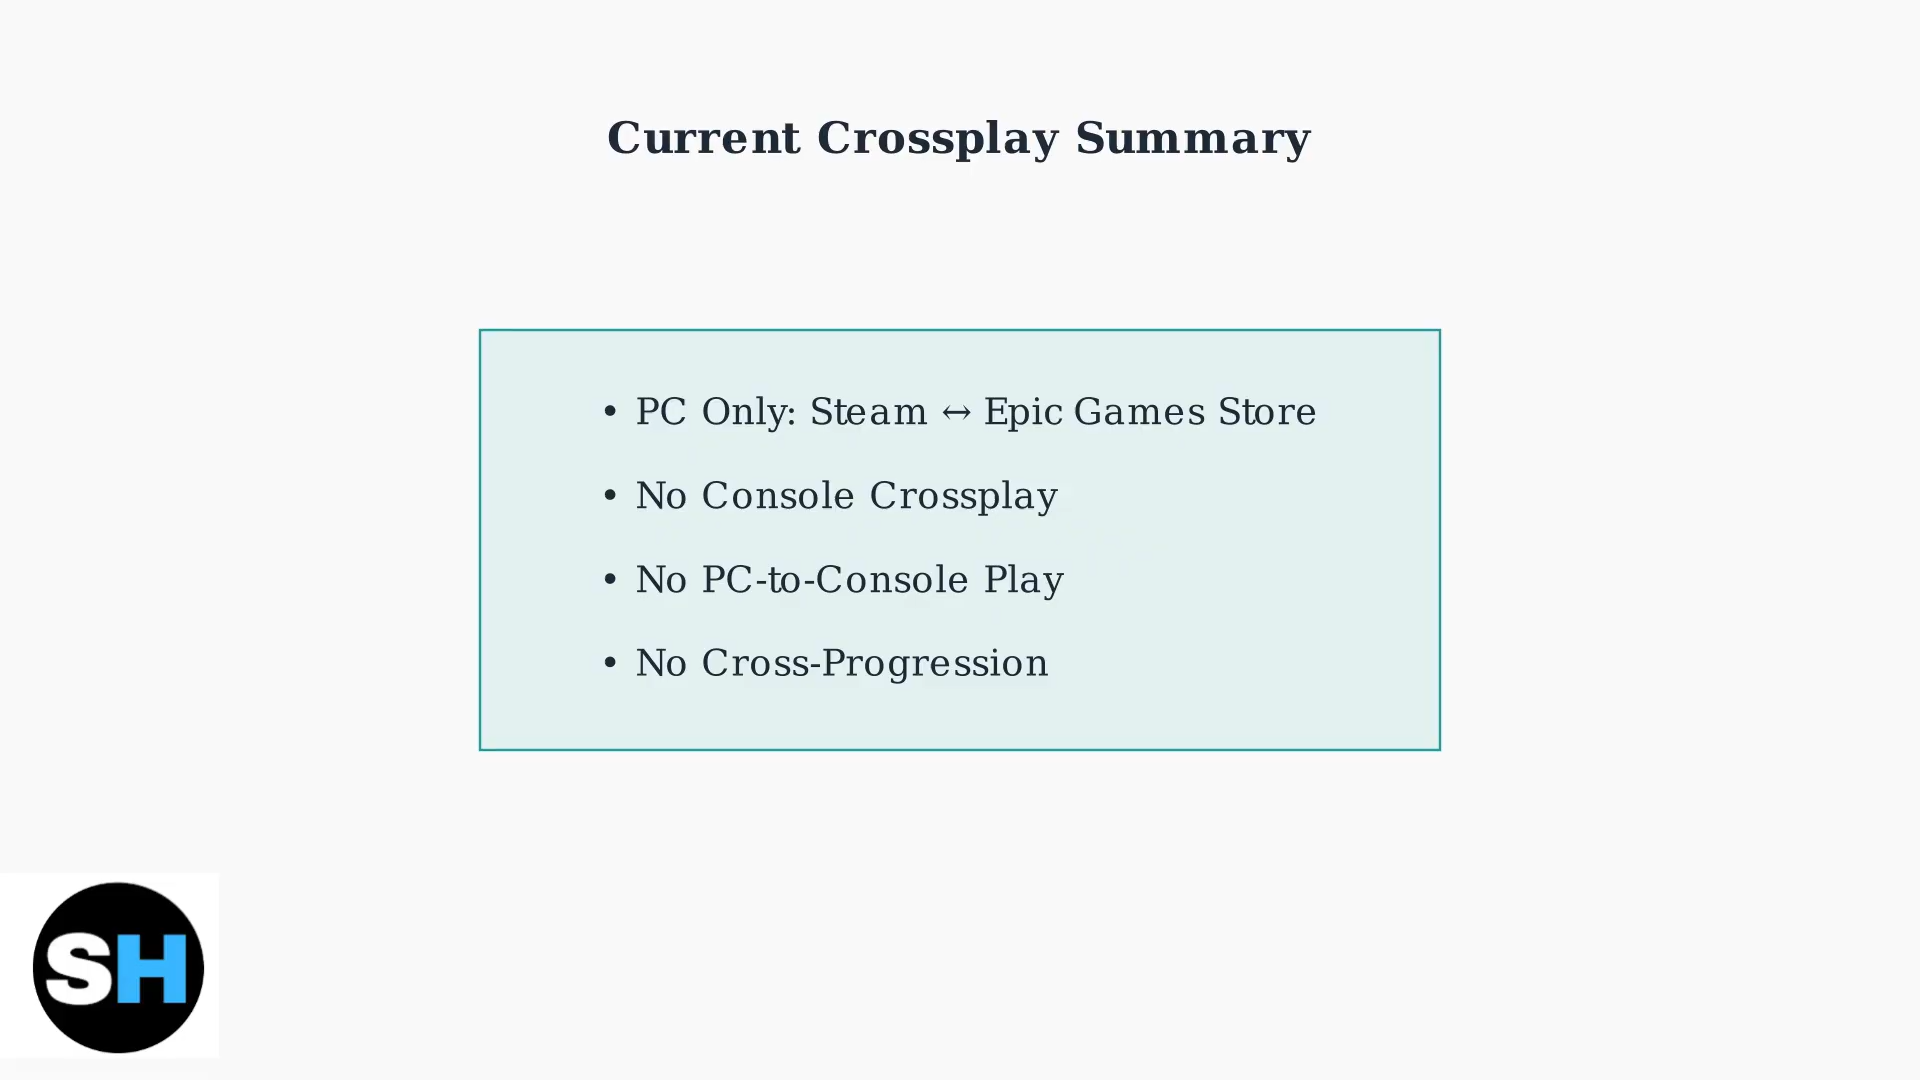 Current Crossplay Summary
• PC Only: Steam ↔ Epic Games Store
• No Console Crossplay
• No PC-to-Console Play
• No Cross-Progression
SH